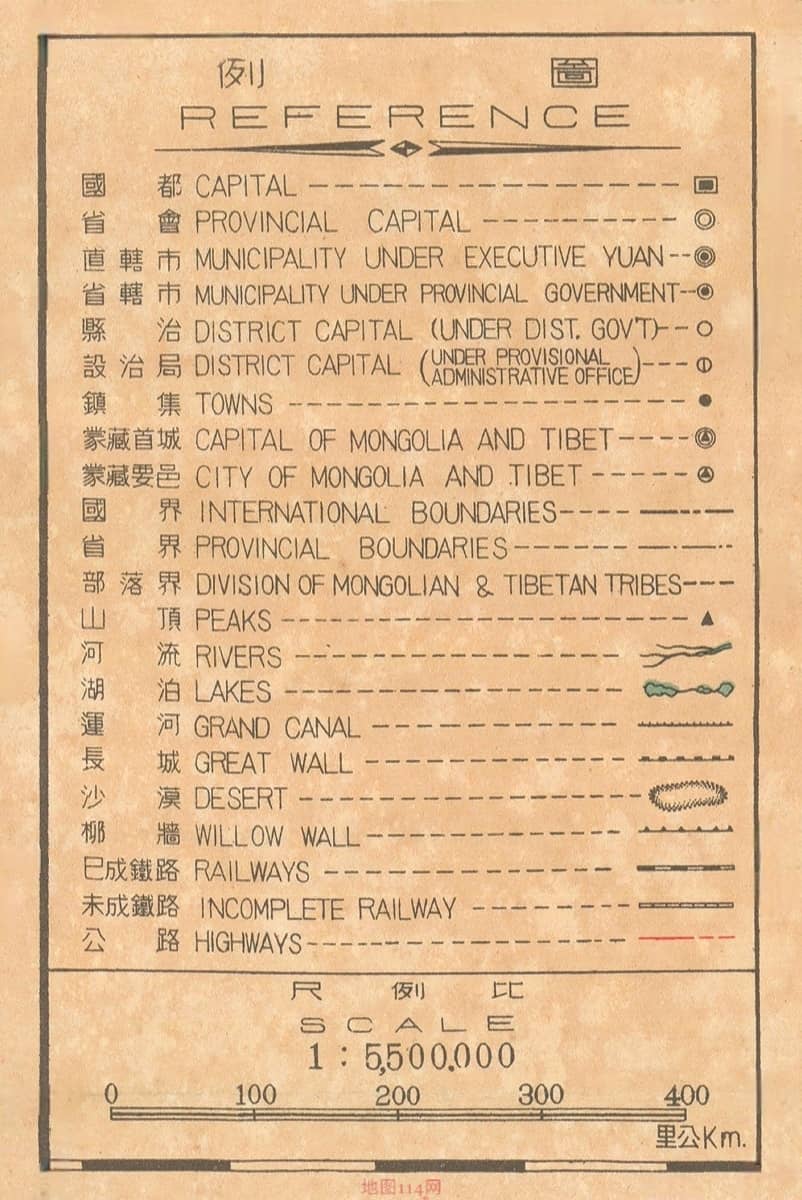 圖例
REFERENCE
國都 CAPITAL
省會 PROVINCIAL CAPITAL
直轄市 MUNICIPALITY UNDER EXECUTIVE YUAN
省轄市 MUNICIPALITY UNDER PROVINCIAL GOVERNMENT
縣治 DISTRICT CAPITAL (UNDER DIST. GOV'T)
設治局 DISTRICT CAPITAL (UNDER PROVISIONAL ADMINISTRATIVE OFFICE)
鎮集 TOWNS
蒙藏首城 CAPITAL OF MONGOLIA AND TIBET
蒙藏要邑 CITY OF MONGOLIA AND TIBET
國界 INTERNATIONAL BOUNDARIES
省界 PROVINCIAL BOUNDARIES
部落界 DIVISION OF MONGOLIAN & TIBETAN TRIBES
山頂 PEAKS
河流 RIVERS
湖泊 LAKES
運河 GRAND CANAL
長城 GREAT WALL
沙漠 DESERT
柳牆 WILLOW WALL
巳成鐵路 RAILWAYS
未成鐵路 INCOMPLETE RAILWAY
公路 HIGHWAYS
比例尺
SCALE
1:5,500.000
0 100 200 300 400
公里Km.
地图114网